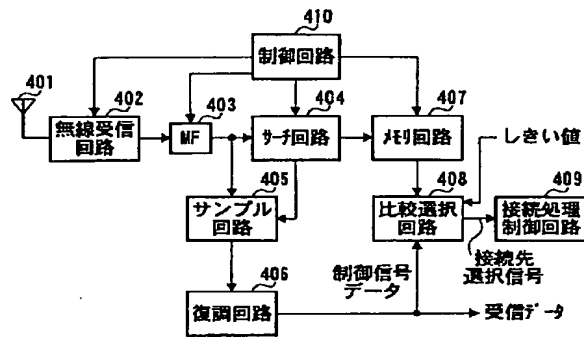 410
制御回路
401
402
無線受信
回路
403
MF
404
サーチ回路
407
メモリ回路
しきい値
405
サンプル
回路
408
比較選択
回路
409
接続処理
制御回路
接続先
選択信号
制御信号
データ
406
復調回路
受信データ